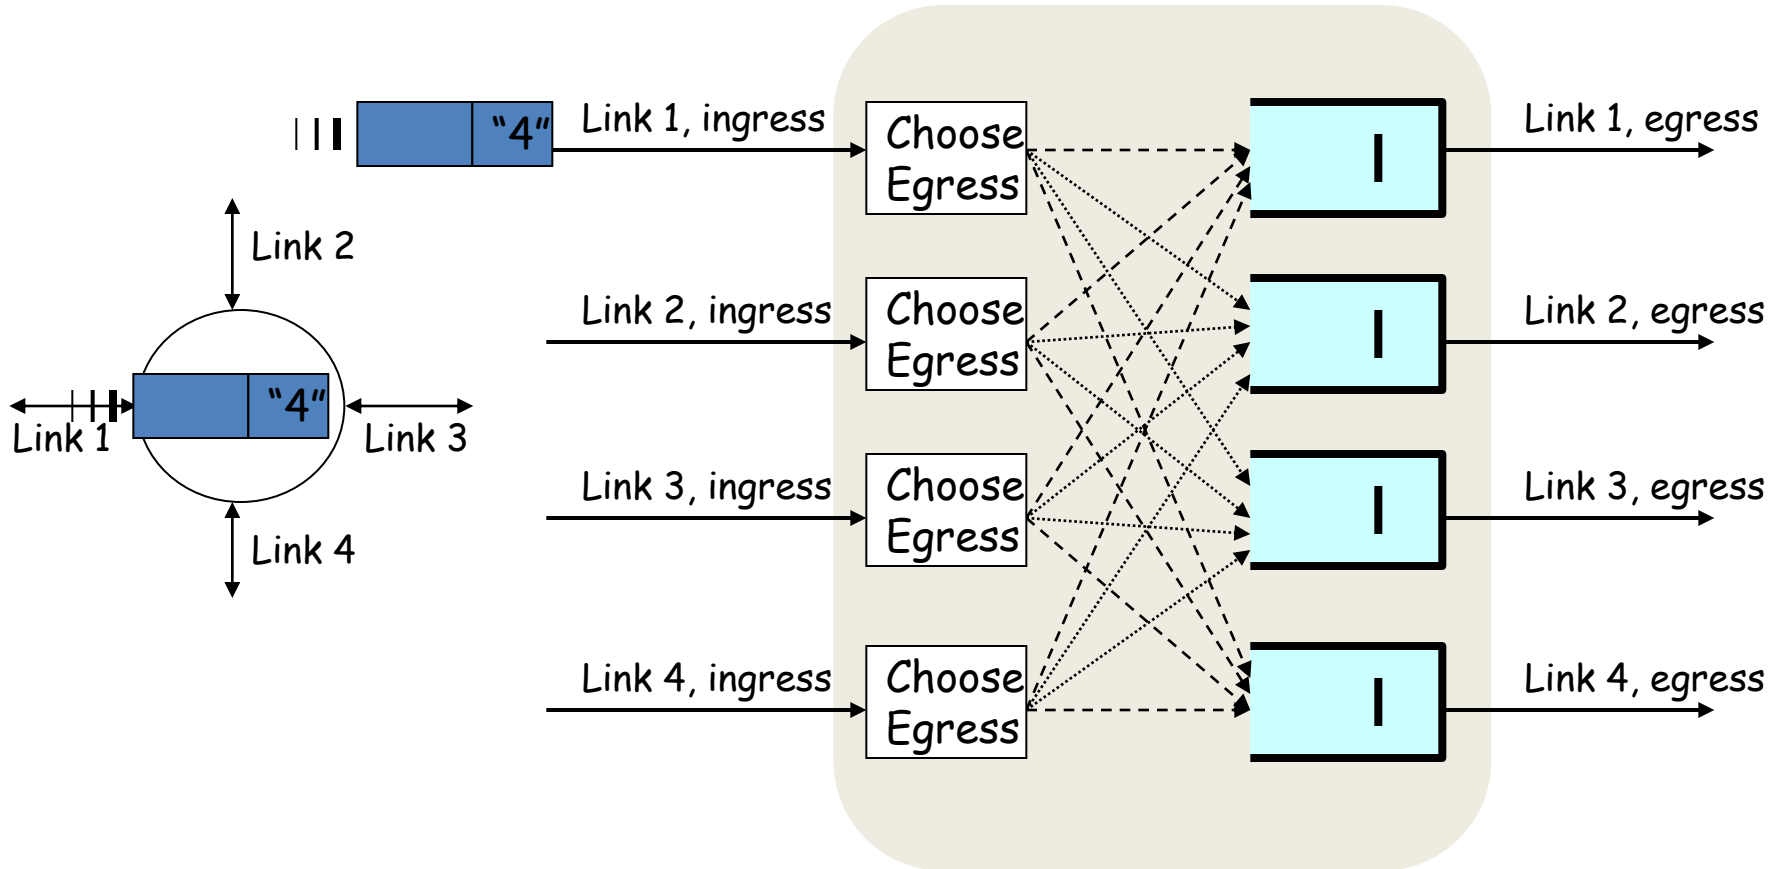 “4”
Link 1, ingress
Choose
Egress
Link 1, egress
Link 2
Link 2, ingress
Choose
Egress
Link 2, egress
“4”
Link 1
Link 3
Link 3, ingress
Choose
Egress
Link 3, egress
Link 4
Link 4, ingress
Choose
Egress
Link 4, egress